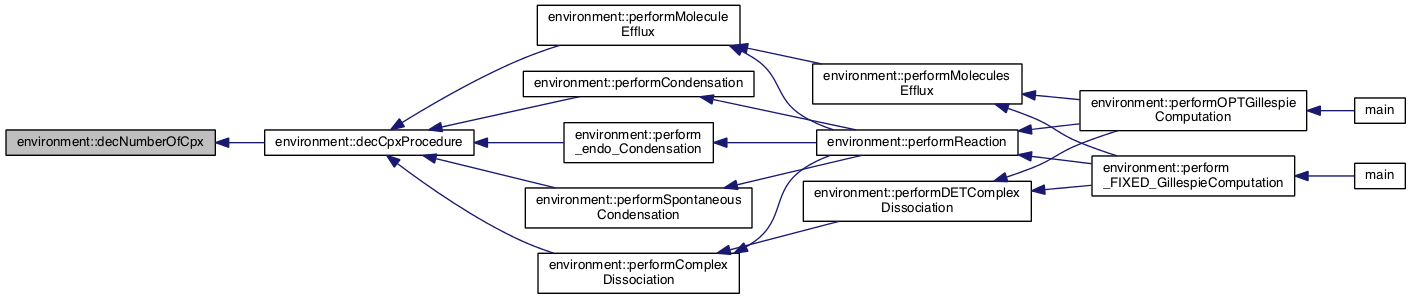 environment::decNumberOfCpx
environment::decCpxProcedure
environment::performMolecule
Efflux
environment::performCondensation
environment::perform
_endo_Condensation
environment::performSpontaneous
Condensation
environment::performComplex
Dissociation
environment::performMolecules
Efflux
environment::performReaction
environment::performDETComplex
Dissociation
environment::performOPTGillespie
Computation
environment::perform
_FIXED_GillespieComputation
main
main